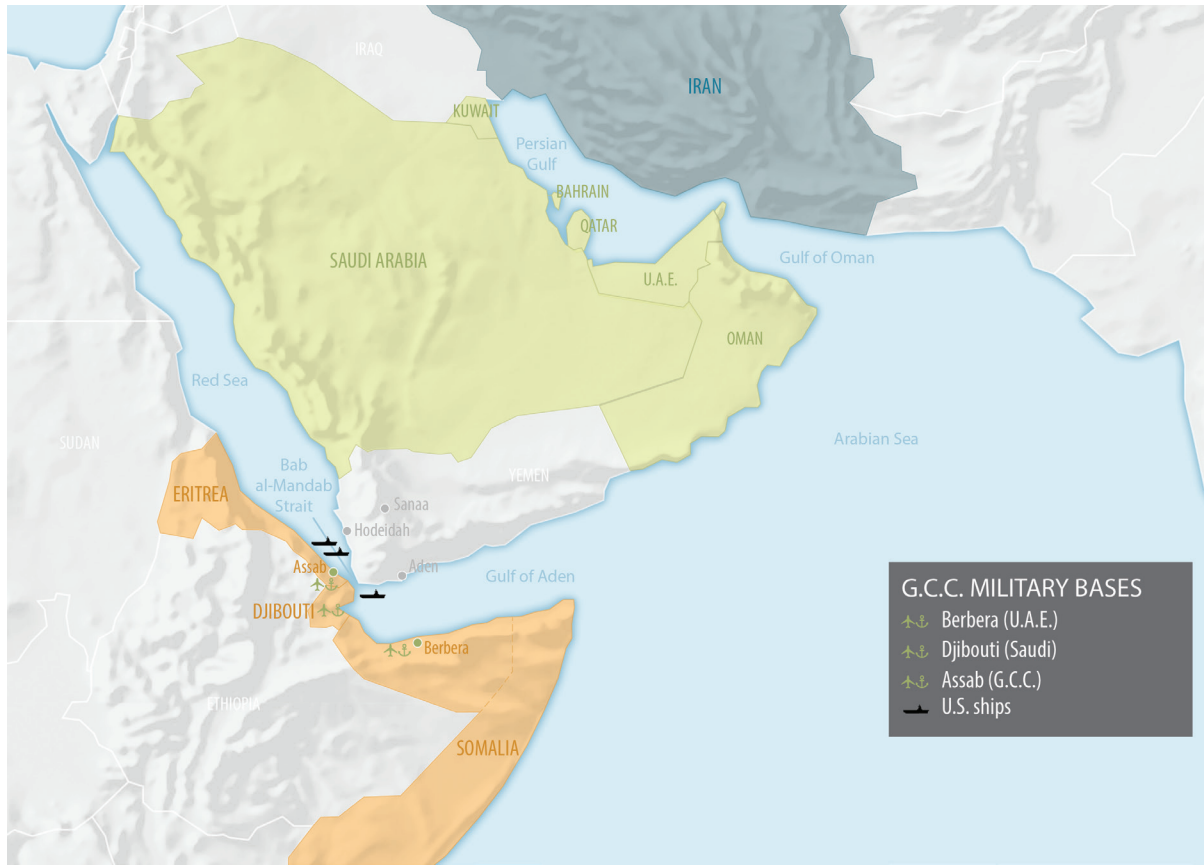 IRAQ
IRAN
KUWAIT
Persian
Gulf
BAHRAIN
QATAR
SAUDI ARABIA
Gulf of Oman
U.A.E.
OMAN
Red Sea
Arabian Sea
SUDAN
Bab
al-Mandab
Strait
YEMEN
ERITREA
Sanaa
Hodeidah
Assab
Aden
Gulf of Aden
DJIBOUTI
Berbera
ETHIOPIA
SOMALIA
G.C.C. MILITARY BASES
Berbera (U.A.E.)
Djibouti (Saudi)
Assab (G.C.C.)
U.S. ships